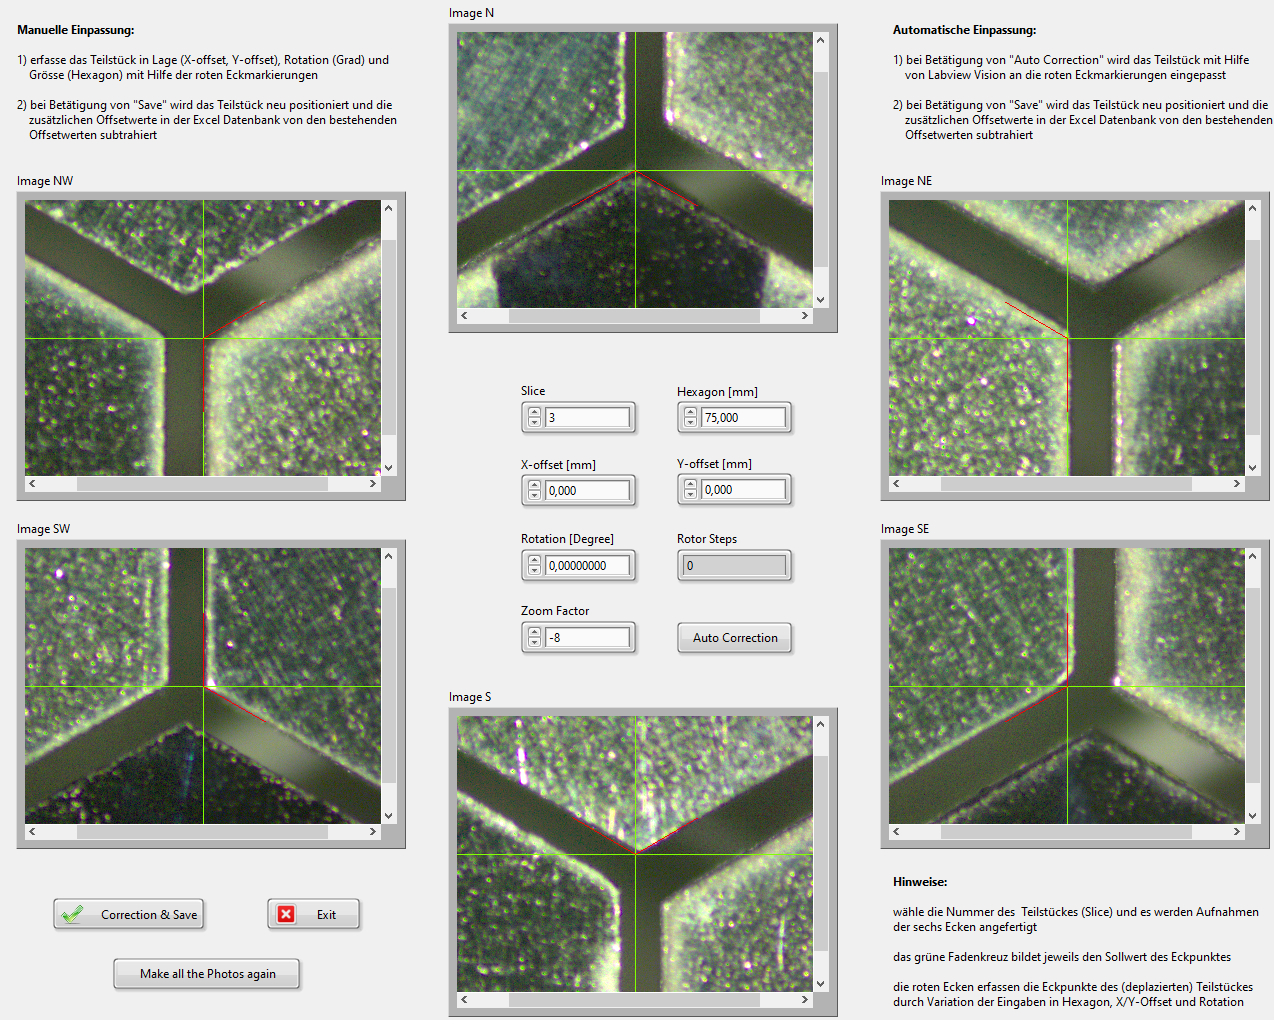 Manuelle Einpassung:
1) erfasse das Teilstück in Lage (X-offset, Y-offset), Rotation (Grad) und
Grösse (Hexagon) mit Hilfe der roten Eckmarkierungen
2) bei Betätigung von "Save" wird das Teilstück neu positioniert und die
zusätzlichen Offsetwerte in der Excel Datenbank von den bestehenden
Offsetwerten subtrahiert
Image N
Automatische Einpassung:
1) bei Betätigung von "Auto Correction" wird das Teilstück mit Hilfe
von Labview Vision an die roten Eckmarkierungen eingepasst
2) bei Betätigung von "Save" wird das Teilstück neu positioniert und die
zusätzlichen Offsetwerte in der Excel Datenbank von den bestehenden
Offsetwerten subtrahiert
Image NW
Image NE
Slice
3
Hexagon [mm]
75,000
X-offset [mm]
0,000
Y-offset [mm]
0,000
Rotation [Degree]
0,00000000
Rotor Steps
0
Zoom Factor
-8
Auto Correction
Image SW
Image SE
Image S
Correction & Save
Exit
Make all the Photos again
Hinweise:
wähle die Nummer des Teilstückes (Slice) und es werden Aufnahmen
der sechs Ecken angefertigt
das grüne Fadenkreuz bildet jeweils den Sollwert des Eckpunktes
die roten Ecken erfassen die Eckpunkte des (deplazierten) Teilstückes
durch Variation der Eingaben in Hexagon, X/Y-Offset und Rotation